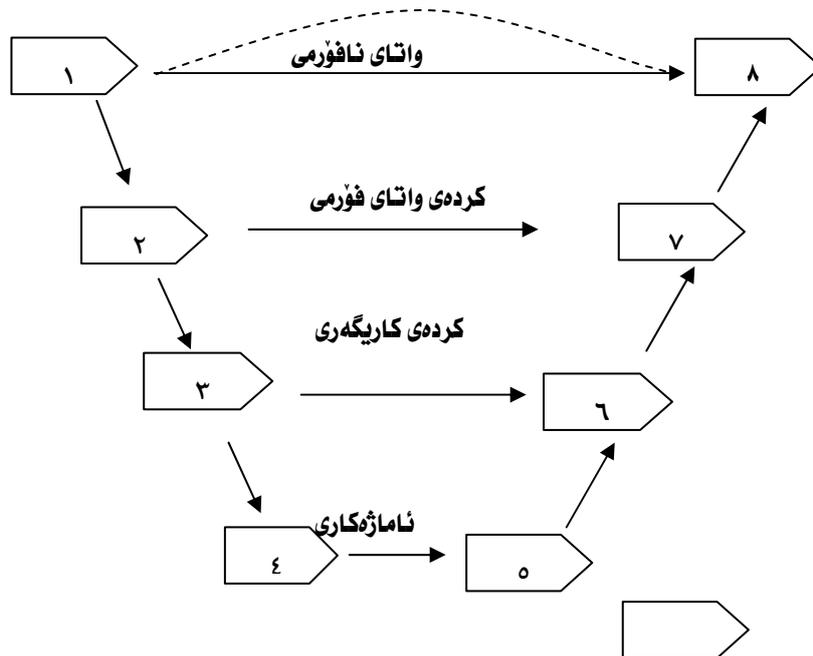 واتای نافۆرمی
١
٨
کردەی واتای فۆرمی
٢
٧
کردەی کاریگەری
٣
٦
ئاماژەکاری
٤
٥